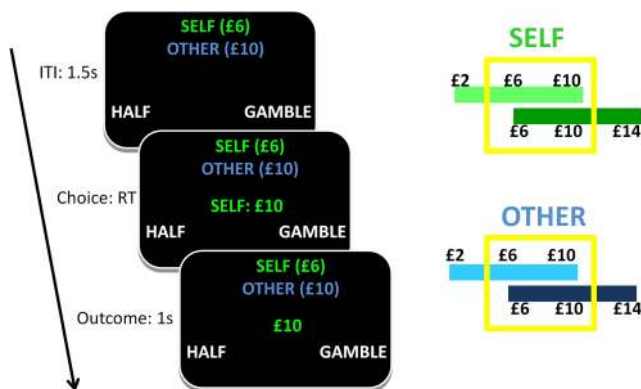 SELF (£6)
OTHER (£10)
ITI: 1.5s
HALF GAMBLE
SELF (£6)
OTHER (£10)
Choice: RT
SELF: £10
HALF GAMBLE
SELF (£6)
OTHER (£10)
Outcome: 1s
£10
HALF GAMBLE
SELF
£2 £6 £10
£6 £10 £14
OTHER
£2 £6 £10
£6 £10 £14